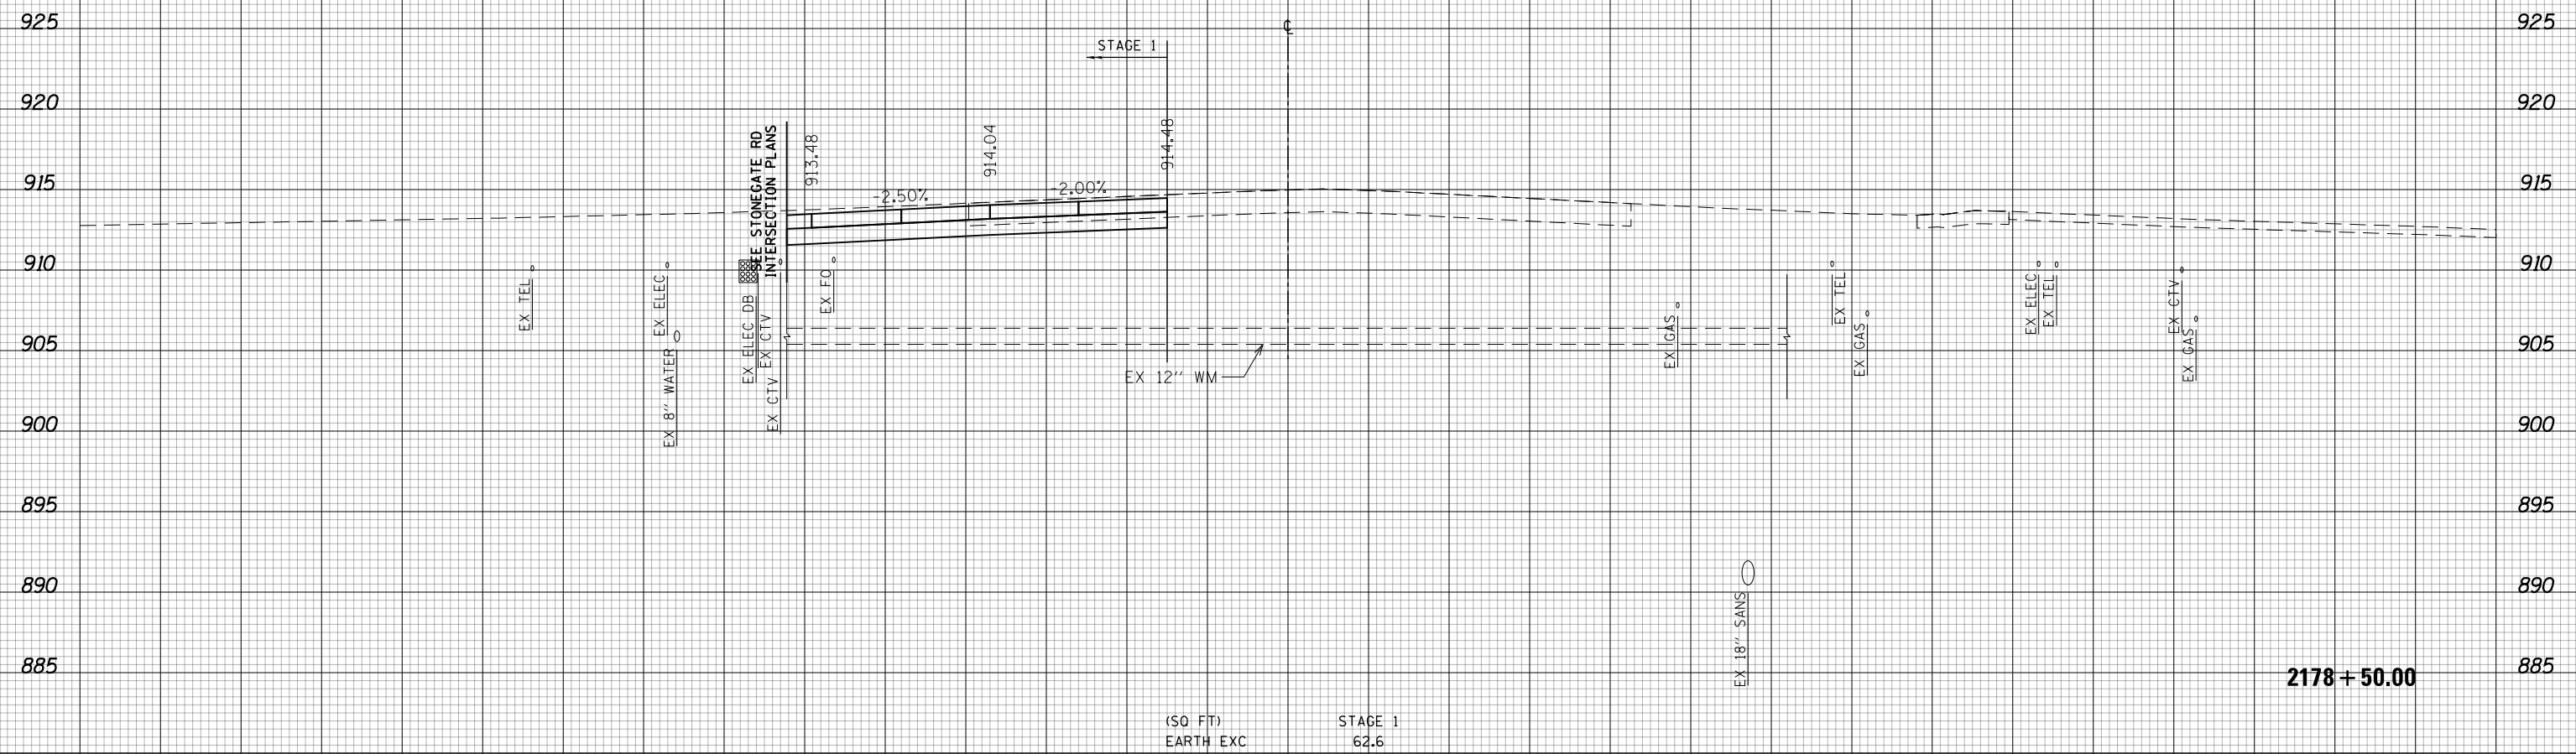 925 925
STAGE 1
℄
920 920
SEE STONEGATE RD
INTERSECTION PLANS
913.48
914.04
914.48
915 915
-2.50%
-2.00%
910 910
EX TEL
EX ELEC
EX 8'' WATER
EX ELEC DB
EX CTV
EX CTV
EX FO
EX GAS
EX TEL
EX GAS
EX ELEC
EX TEL
EX CTV
EX GAS
905 905
EX 12'' WM
900 900
895 895
890 890
EX 18'' SANS
885 885
2178+50.00
(SQ FT) STAGE 1
EARTH EXC 62.6